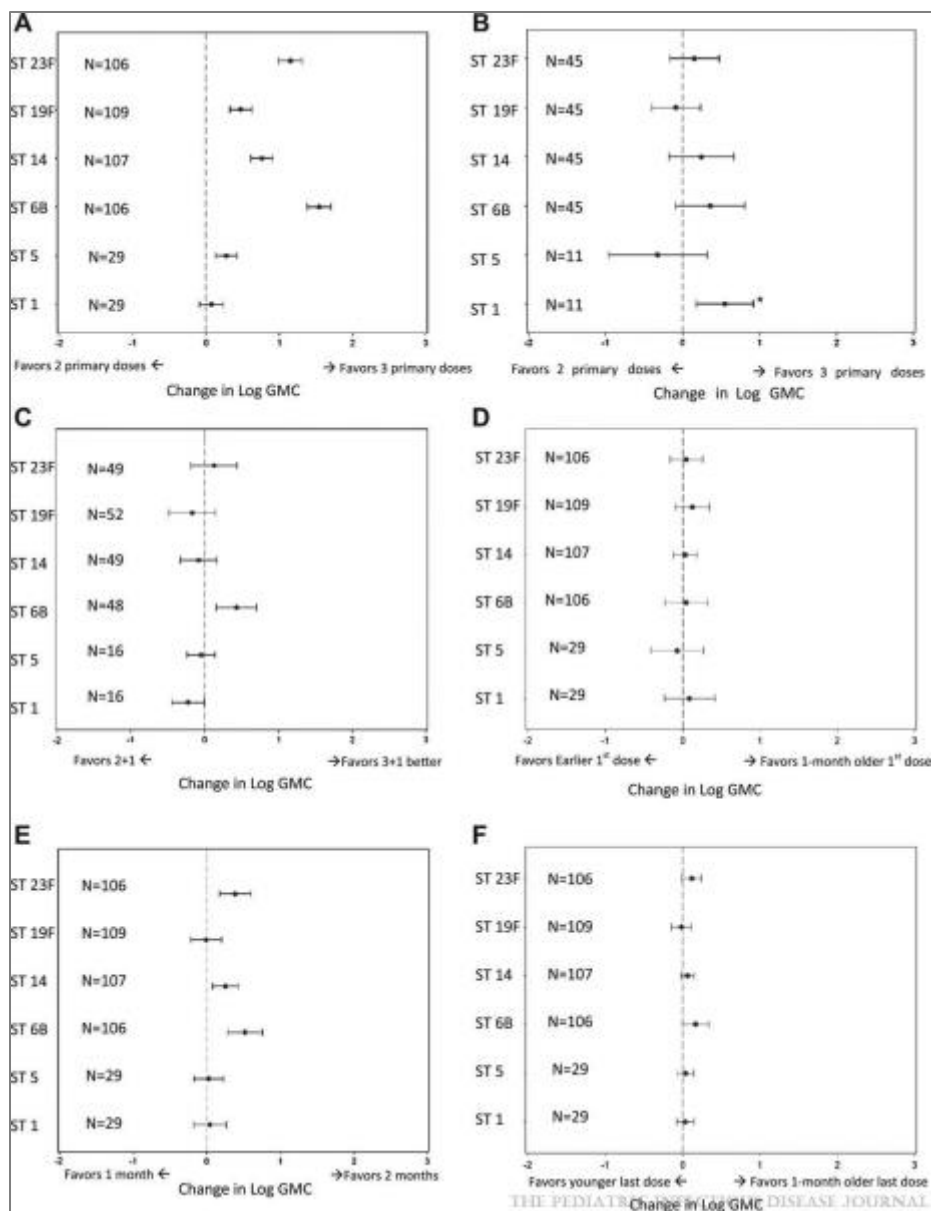 A
ST 23F N=106
ST 19F N=109
ST 14 N=107
ST 6B N=106
ST 5 N=29
ST 1 N=29
-2 -1 0 1 2 3
Favors 2 primary doses ← → Favors 3 primary doses
Change in Log GMC
B
ST 23F N=45
ST 19F N=45
ST 14 N=45
ST 6B N=45
ST 5 N=11
ST 1 N=11 *
-2 -1 0 1 2 3
Favors 2 primary doses ← → Favors 3 primary doses
Change in Log GMC
C
ST 23F N=49
ST 19F N=52
ST 14 N=49
ST 6B N=48
ST 5 N=16
ST 1 N=16
-2 -1 0 1 2 3
Favors 2+1 ← →Favors 3+1 better
Change in Log GMC
D
ST 23F N=106
ST 19F N=109
ST 14 N=107
ST 6B N=106
ST 5 N=29
ST 1 N=29
-2 -1 0 1 2 3
Favors Earlier 1st dose ← → Favors 1-month older 1st dose
Change in Log GMC
E
ST 23F N=106
ST 19F N=109
ST 14 N=107
ST 6B N=106
ST 5 N=29
ST 1 N=29
-2 -1 0 1 2 3
Favors 1 month ← →Favors 2 months
Change in Log GMC
F
ST 23F N=106
ST 19F N=109
ST 14 N=107
ST 6B N=106
ST 5 N=29
ST 1 N=29
-2 -1 0 1 2 3
Favors younger last dose ← → Favors 1-month older last dose
THE PEDIATRIC INFECTIOUS DISEASE JOURNAL
Change in Log GMC